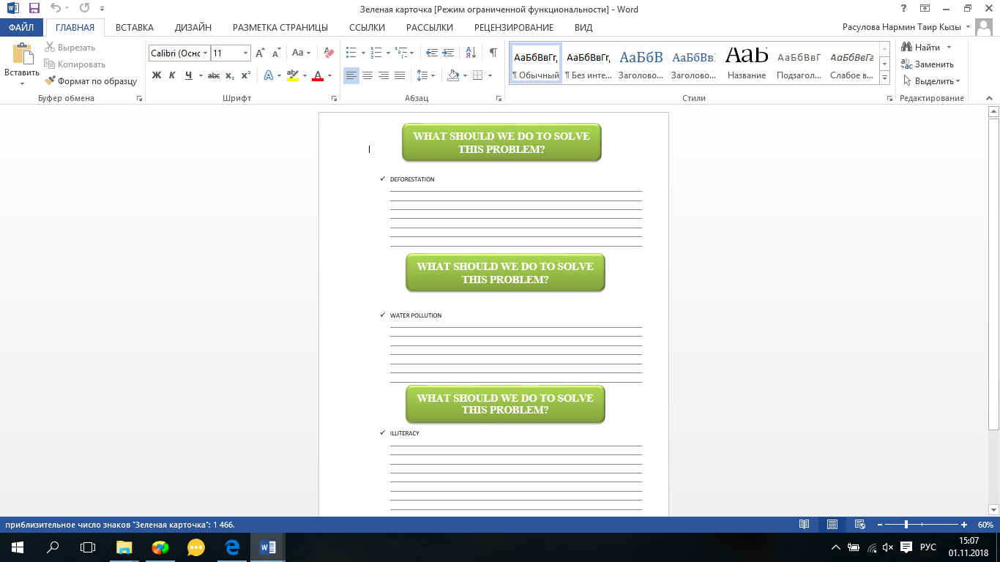 Зеленая карточка [Режим ограниченной функциональности] - Word
ФАЙЛ ГЛАВНАЯ ВСТАВКА ДИЗАЙН РАЗМЕТКА СТРАНИЦЫ ССЫЛКИ РАССЫЛКИ РЕЦЕНЗИРОВАНИЕ ВИД Расулова Нармин Таир Кызы
Вставить
Вырезать
Копировать
Формат по образцу
Буфер обмена
Calibri (Оснс 11
Ж К Ч abc x₂ x²
Шрифт
Абзац
АаБбВвГг, АаБбВвГг, АаБбВ АаБбВв: АаБ АаБбВвГ АаБбВвГг
¶ Обычный ¶ Без инте... Заголово... Заголово... Название Подзагол... Слабое в...
Стили
Найти
Заменить
Выделить
Редактирование
WHAT SHOULD WE DO TO SOLVE
THIS PROBLEM?
DEFORESTATION
WHAT SHOULD WE DO TO SOLVE
THIS PROBLEM?
WATER POLLUTION
WHAT SHOULD WE DO TO SOLVE
THIS PROBLEM?
ILLITERACY
приблизительное число знаков "Зеленая карточка": 1 466.
60%
РУС
15:07
01.11.2018